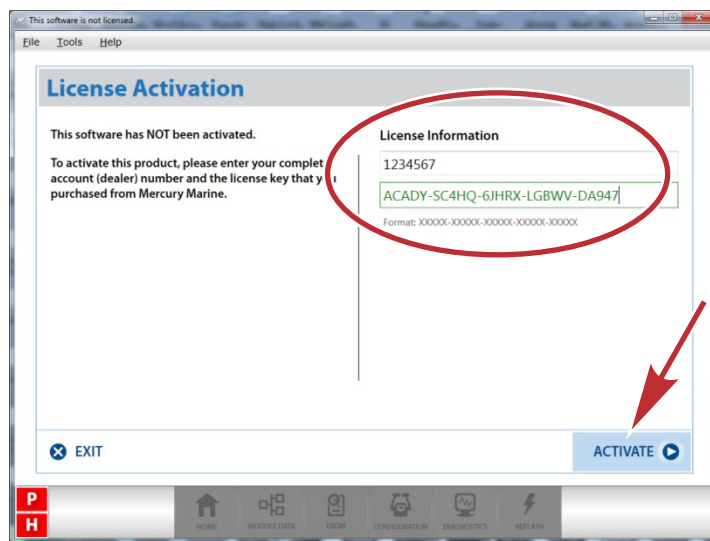 This software is not licensed.
File Tools Help
License Activation
This software has NOT been activated.
To activate this product, please enter your complet
account (dealer) number and the license key that y
purchased from Mercury Marine.
License Information
1234567
ACADY-SC4HQ-6JHRX-LGBWV-DA947
Format: XXXXX-XXXXX-XXXXX-XXXXX-XXXXX
EXIT
ACTIVATE
P
H
HOME MODULE DATA EROM CONFIGURATION DIAGNOSTICS REFLASH